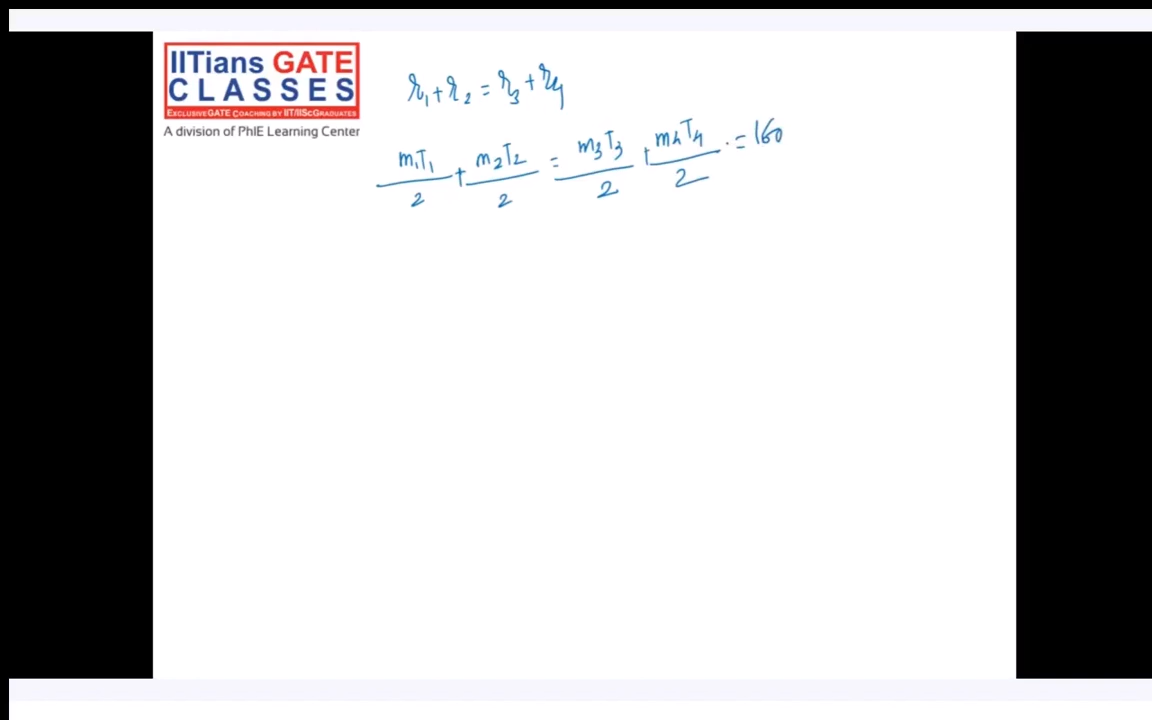 IITians GATE
CLASSES
EXCLUSIVE GATE COACHING BY IIT/IISC GRADUATES
A division of PhIE Learning Center
r₁ + r₂ = r₃ + r₄
m₁T₁/2 + m₂T₂/2 = m₃T₃/2 + m₄T₄/2 . = 160